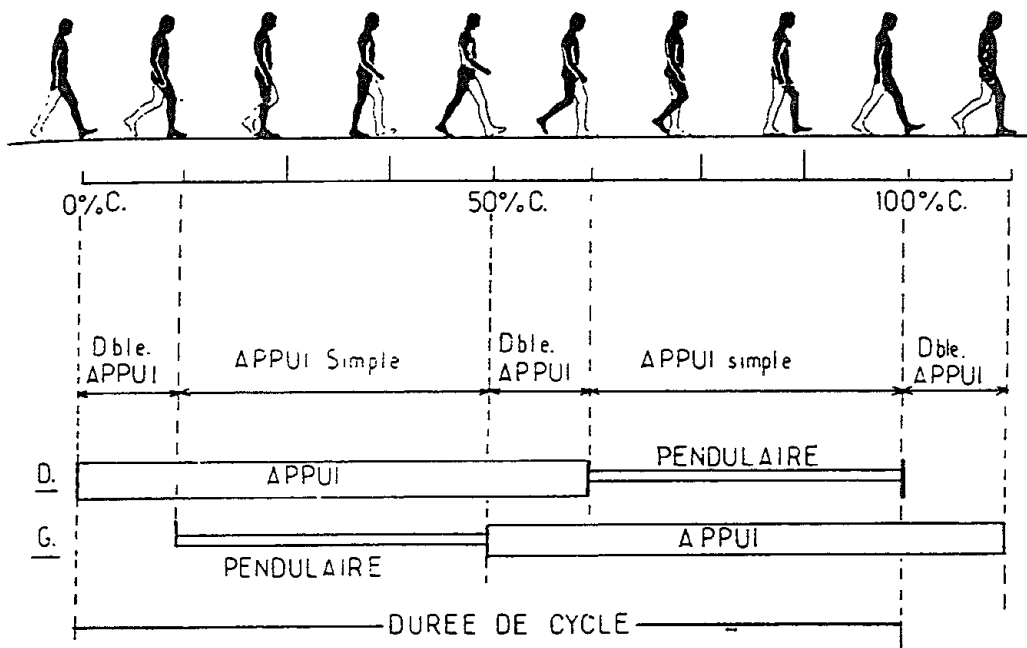 0% C. 50% C. 100% C.
Dble. APPUI Simple Dble. APPUI simple Dble.
APPUI APPUI APPUI
PENDULAIRE
D. APPUI
G. APPUI
PENDULAIRE
DUREE DE CYCLE